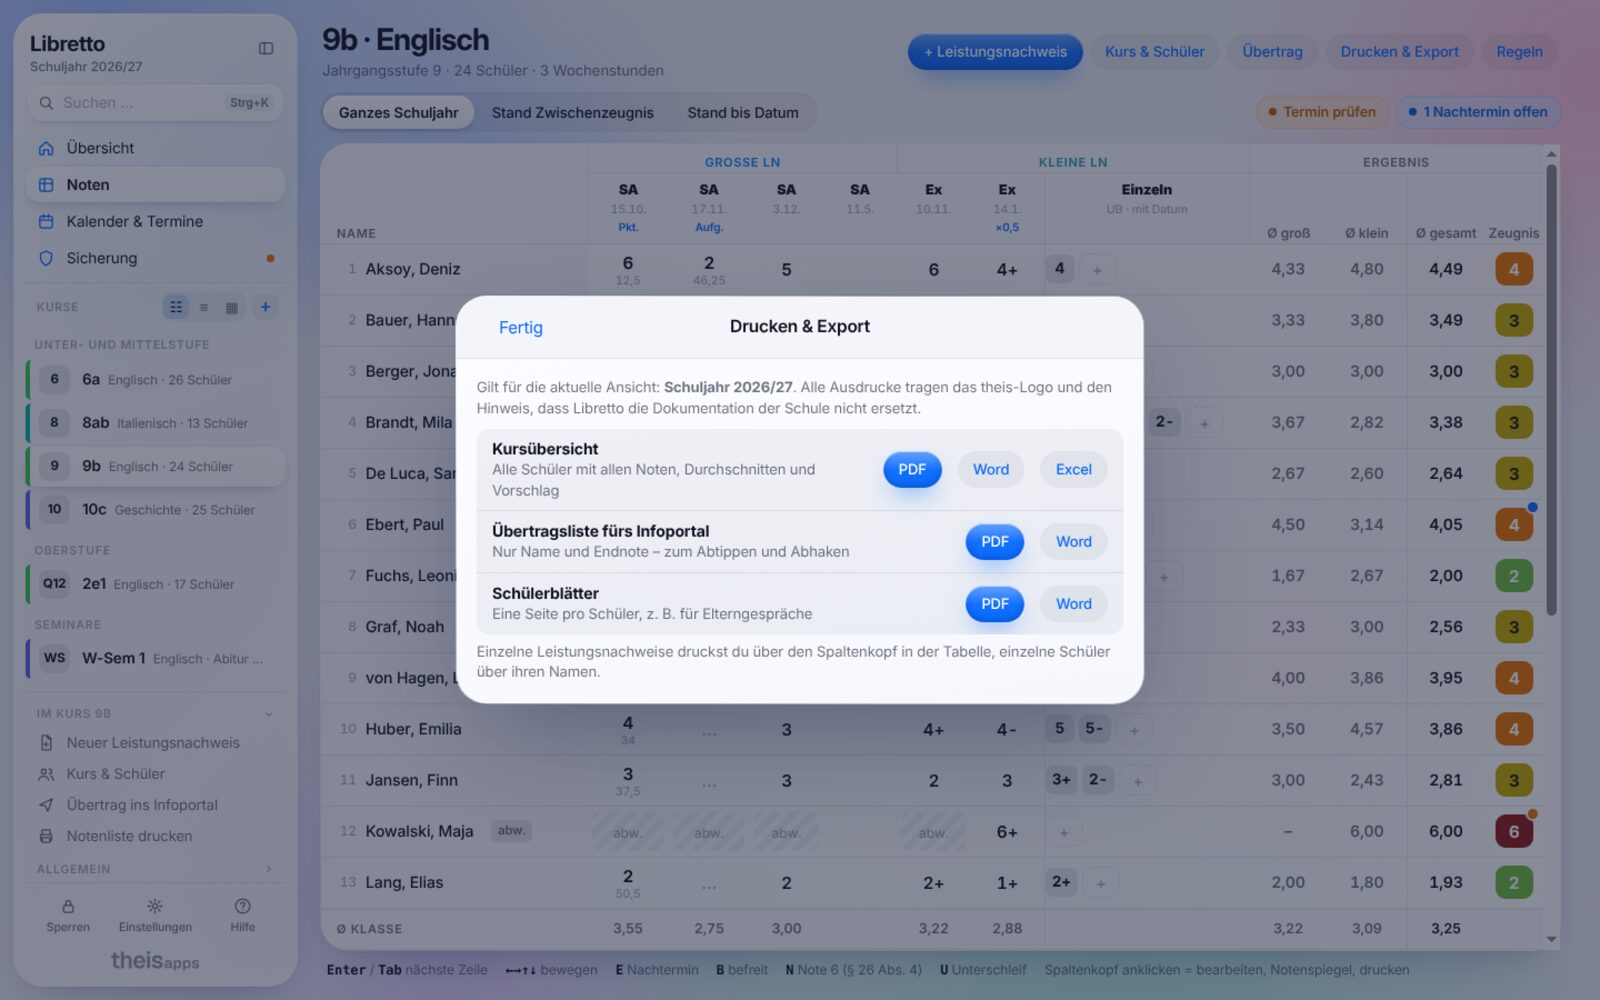 Libretto
Schuljahr 2026/27
Suchen ... Strg+K
Übersicht
Noten
Kalender & Termine
Sicherung
KURSE
UNTER- UND MITTELSTUFE
6 6a Englisch · 26 Schüler
8 8ab Italienisch · 13 Schüler
9 9b Englisch · 24 Schüler
10 10c Geschichte · 25 Schüler
OBERSTUFE
Q12 2e1 Englisch · 17 Schüler
SEMINARE
WS W-Sem 1 Englisch · Abitur ...
IM KURS 9B
Neuer Leistungsnachweis
Kurs & Schüler
Übertrag ins Infoportal
Notenliste drucken
ALLGEMEIN
Sperren Einstellungen Hilfe
theisapps
9b · Englisch
Jahrgangsstufe 9 · 24 Schüler · 3 Wochenstunden
+ Leistungsnachweis Kurs & Schüler Übertrag Drucken & Export Regeln
Ganzes Schuljahr Stand Zwischenzeugnis Stand bis Datum
Termin prüfen 1 Nachtermin offen
GROSSE LN KLEINE LN ERGEBNIS
SA SA SA SA Ex Ex Einzeln
15.10. 17.11. 3.12. 11.5. 10.11. 14.1. UB · mit Datum
Pkt. Aufg. ×0,5
NAME Ø groß Ø klein Ø gesamt Zeugnis
1 Aksoy, Deniz 6 2 5 6 4+ 4 + 4,33 4,80 4,49 4
12,5 46,25
2 Bauer, Hann 3,33 3,80 3,49 3
3 Berger, Jona 3,00 3,00 3,00 3
4 Brandt, Mila 2- + 3,67 2,82 3,38 3
5 De Luca, Sar 2,67 2,60 2,64 3
6 Ebert, Paul 4,50 3,14 4,05 4
7 Fuchs, Leoni + 1,67 2,67 2,00 2
8 Graf, Noah 2,33 3,00 2,56 3
9 von Hagen, 4,00 3,86 3,95 4
10 Huber, Emilia 4 ... 3 4+ 4- 5 5- + 3,50 4,57 3,86 4
34
11 Jansen, Finn 3 ... 3 2 3 3+ 2- + 3,00 2,43 2,81 3
37,5
12 Kowalski, Maja abw. abw. abw. abw. abw. 6+ + – 6,00 6,00 6
13 Lang, Elias 2 ... 2 2+ 1+ 2+ + 2,00 1,80 1,93 2
50,5
Ø KLASSE 3,55 2,75 3,00 3,22 2,88 3,22 3,09 3,25
Enter / Tab nächste Zeile ←→↑↓ bewegen E Nachtermin B befreit N Note 6 (§ 26 Abs. 4) U Unterschleif Spaltenkopf anklicken = bearbeiten, Notenspiegel, drucken
Fertig Drucken & Export
Gilt für die aktuelle Ansicht: Schuljahr 2026/27. Alle Ausdrucke tragen das theis-Logo und den
Hinweis, dass Libretto die Dokumentation der Schule nicht ersetzt.
Kursübersicht
Alle Schüler mit allen Noten, Durchschnitten und
Vorschlag
PDF Word Excel
Übertragsliste fürs Infoportal
Nur Name und Endnote – zum Abtippen und Abhaken
PDF Word
Schülerblätter
Eine Seite pro Schüler, z. B. für Elterngespräche
PDF Word
Einzelne Leistungsnachweise druckst du über den Spaltenkopf in der Tabelle, einzelne Schüler
über ihren Namen.